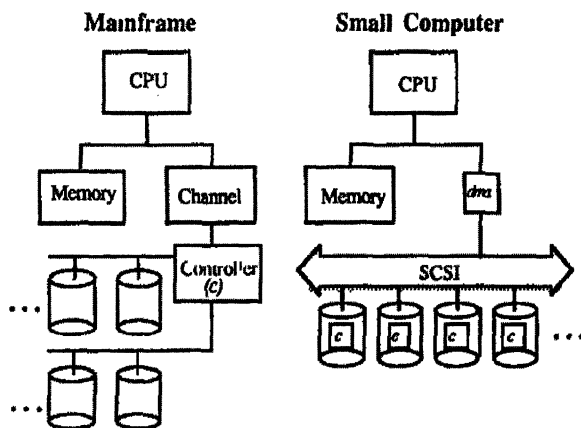 Mainframe
Small Computer
CPU
CPU
Memory
Channel
Memory
dma
Controller
(c)
SCSI
...
c
c
c
c
...
...